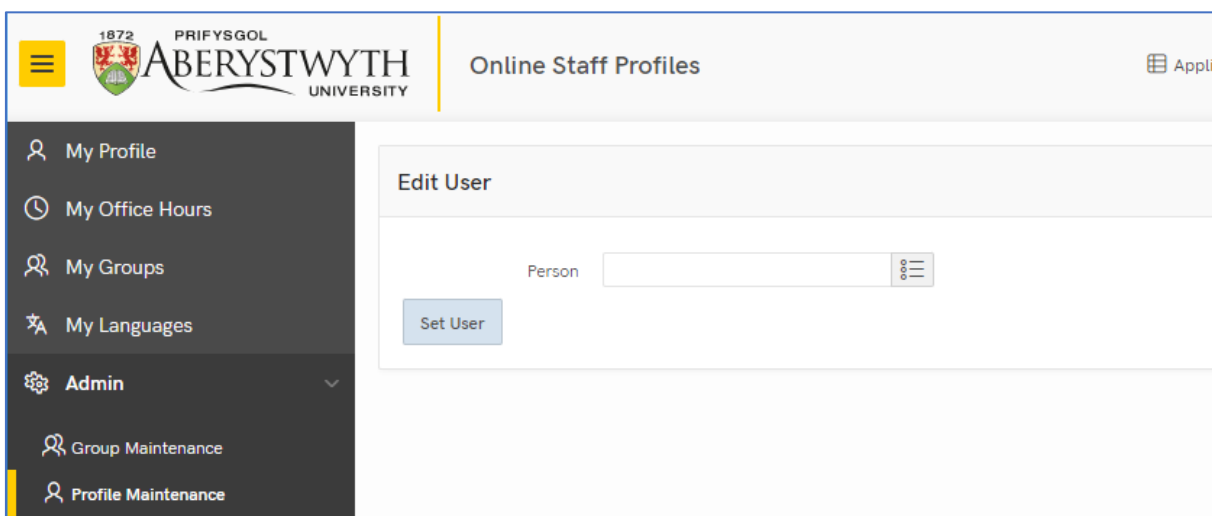 1872 PRIFYSGOL
ABERYSTWYTH
UNIVERSITY
Online Staff Profiles
Appli
My Profile
My Office Hours
My Groups
My Languages
Admin
Group Maintenance
Profile Maintenance
Edit User
Person
Set User